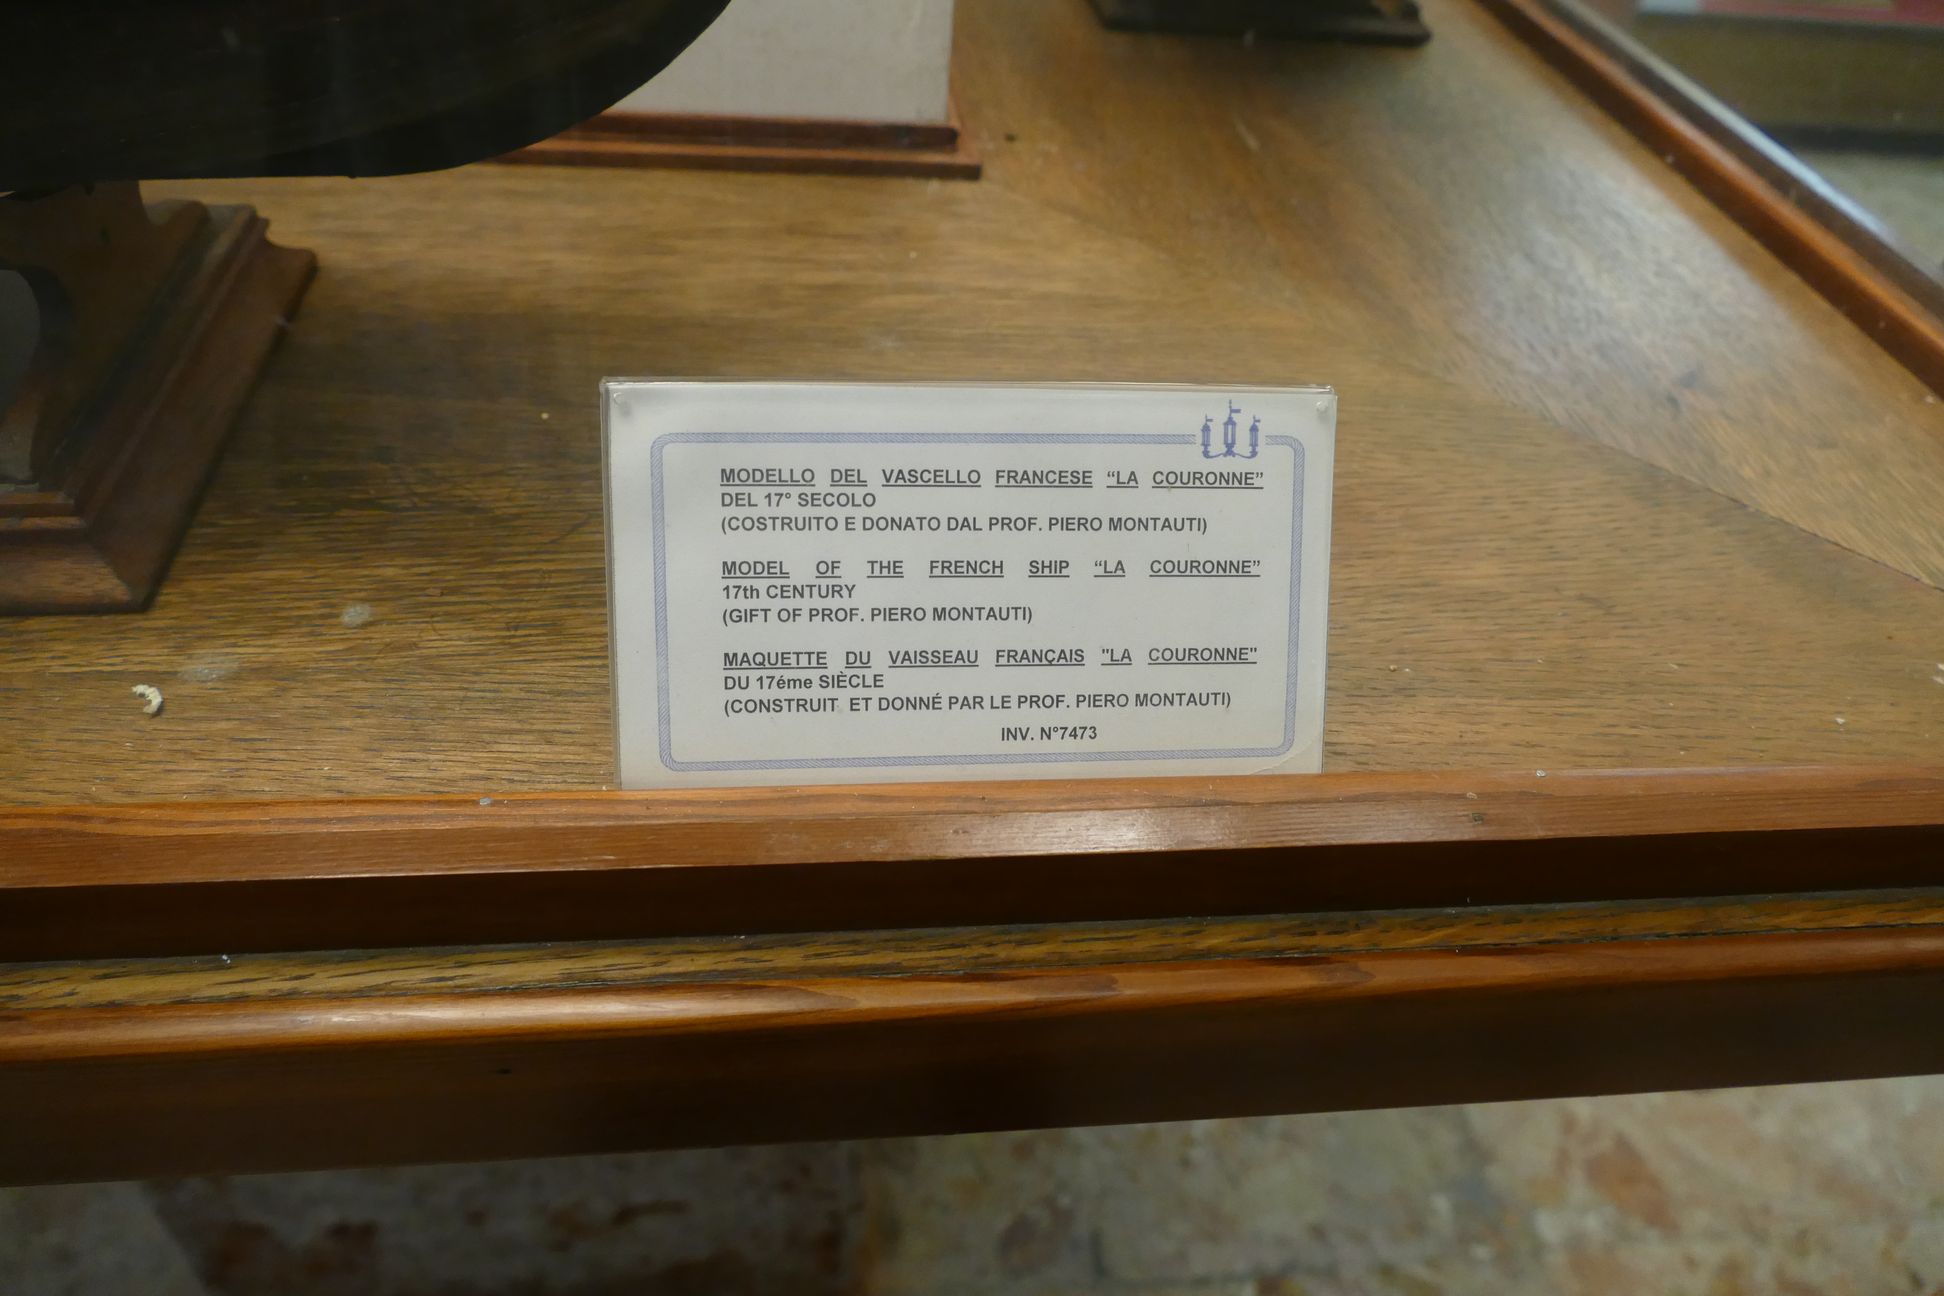 MODELLO DEL VASCELLO FRANCESE “LA COURONNE”
DEL 17° SECOLO
(COSTRUITO E DONATO DAL PROF. PIERO MONTAUTI)
MODEL OF THE FRENCH SHIP “LA COURONNE”
17th CENTURY
(GIFT OF PROF. PIERO MONTAUTI)
MAQUETTE DU VAISSEAU FRANÇAIS "LA COURONNE"
DU 17éme SIÈCLE
(CONSTRUIT ET DONNÉ PAR LE PROF. PIERO MONTAUTI)
INV. N°7473